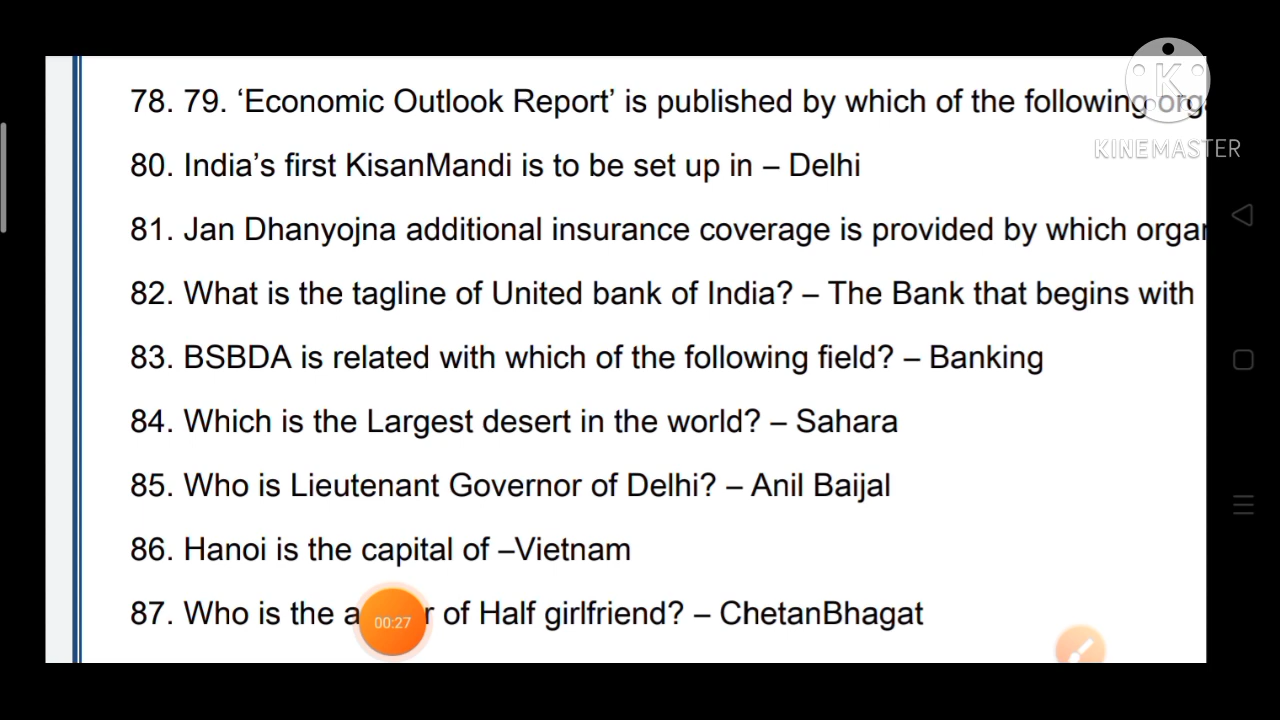 78. 79. ‘Economic Outlook Report’ is published by which of the following
KINEMASTER
80. India’s first KisanMandi is to be set up in – Delhi
81. Jan Dhanyojna additional insurance coverage is provided by which
82. What is the tagline of United bank of India? – The Bank that begins with
83. BSBDA is related with which of the following field? – Banking
84. Which is the Largest desert in the world? – Sahara
85. Who is Lieutenant Governor of Delhi? – Anil Baijal
86. Hanoi is the capital of –Vietnam
87. Who is the of Half girlfriend? – ChetanBhagat
00:27